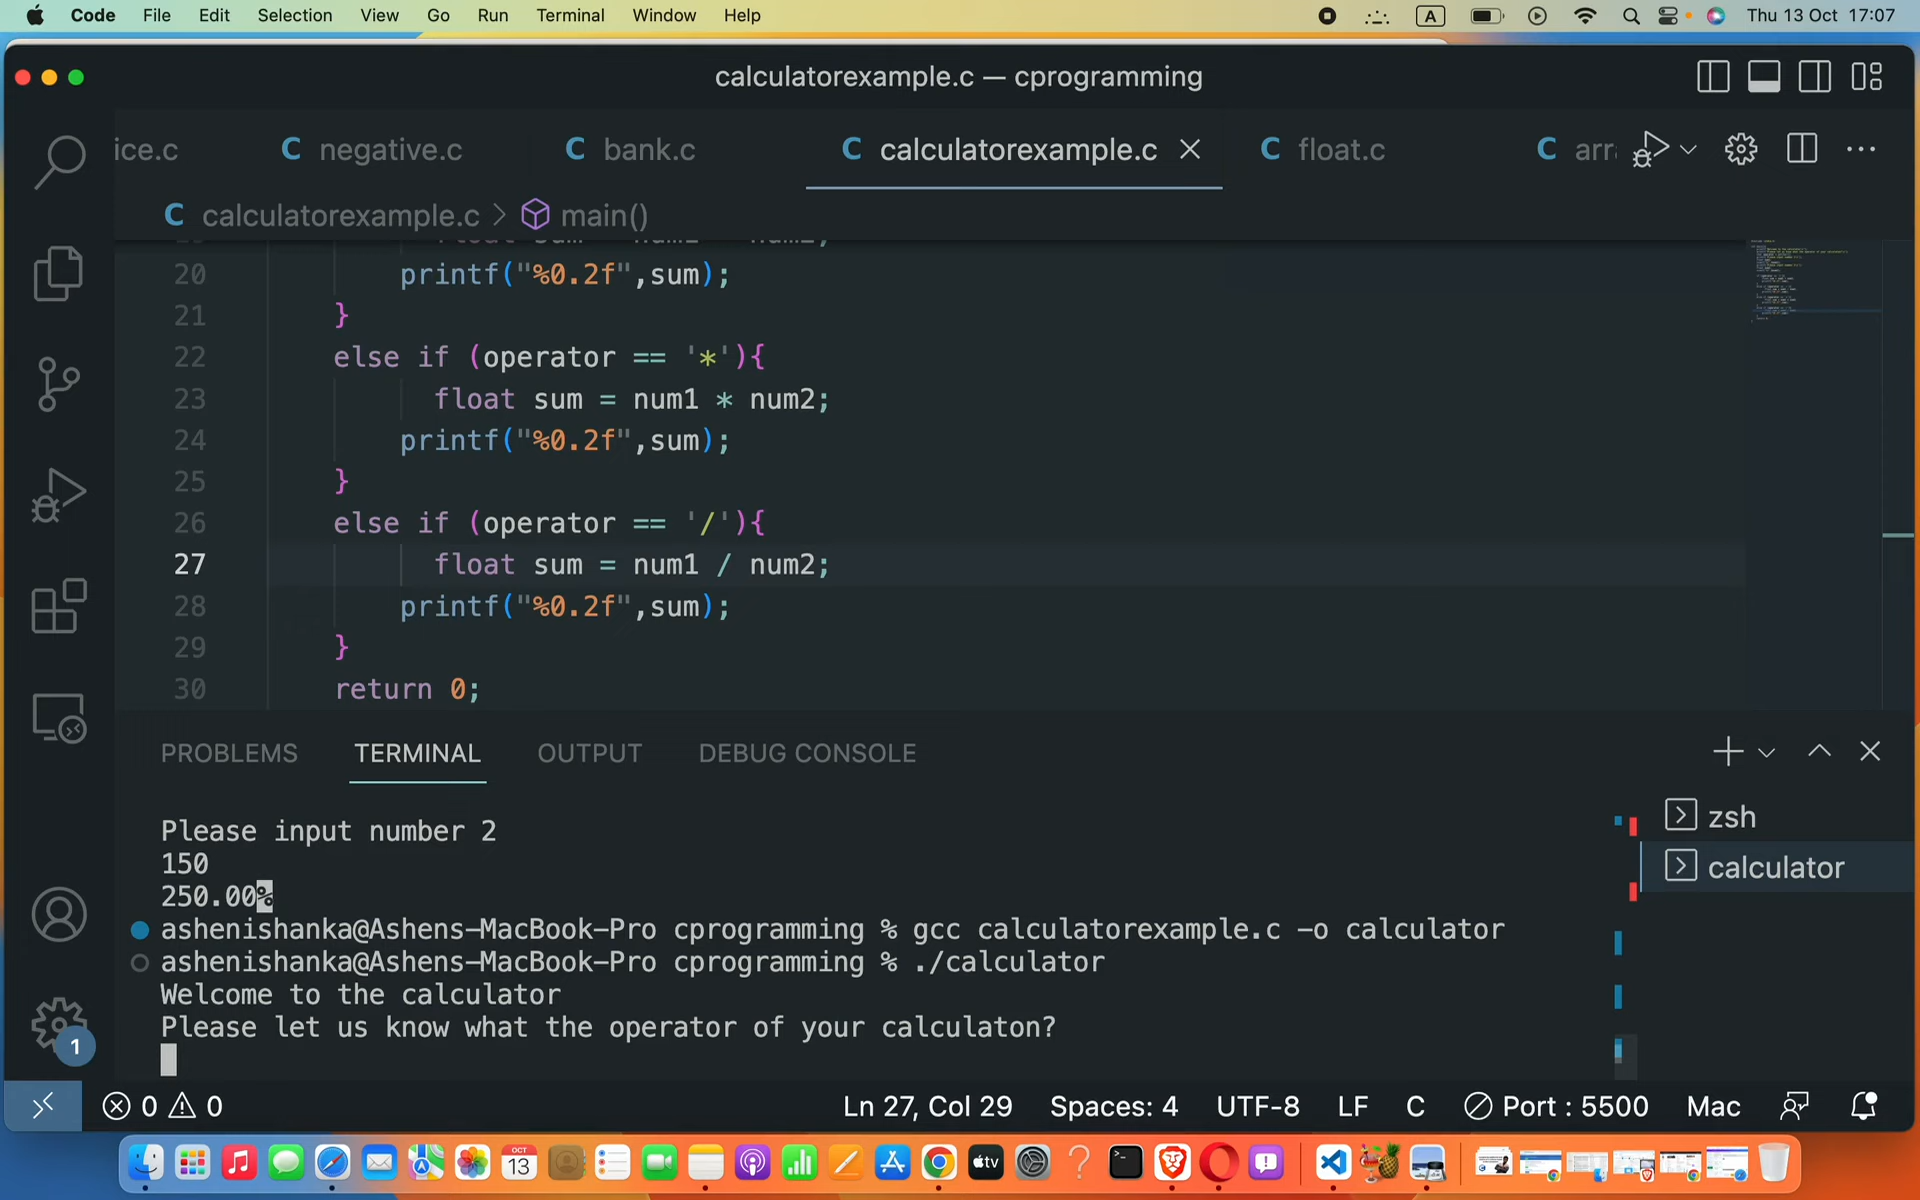 Code File Edit Selection View Go Run Terminal Window Help A Thu 13 Oct 17:07
calculatorexample.c — cprogramming
ice.c C negative.c C bank.c C calculatorexample.c C float.c C arr
C calculatorexample.c > main()
20 printf("%0.2f",sum);
21 }
22 else if (operator == '*'){
23 float sum = num1 * num2;
24 printf("%0.2f",sum);
25 }
26 else if (operator == '/'){
27 float sum = num1 / num2;
28 printf("%0.2f",sum);
29 }
30 return 0;
PROBLEMS TERMINAL OUTPUT DEBUG CONSOLE
Please input number 2
150
250.00%
ashenishanka@Ashens-MacBook-Pro cprogramming % gcc calculatorexample.c -o calculator
ashenishanka@Ashens-MacBook-Pro cprogramming % ./calculator
Welcome to the calculator
Please let us know what the operator of your calculaton?
zsh
calculator
1
0 0 Ln 27, Col 29 Spaces: 4 UTF-8 LF C Port : 5500 Mac
OCT
13
tv